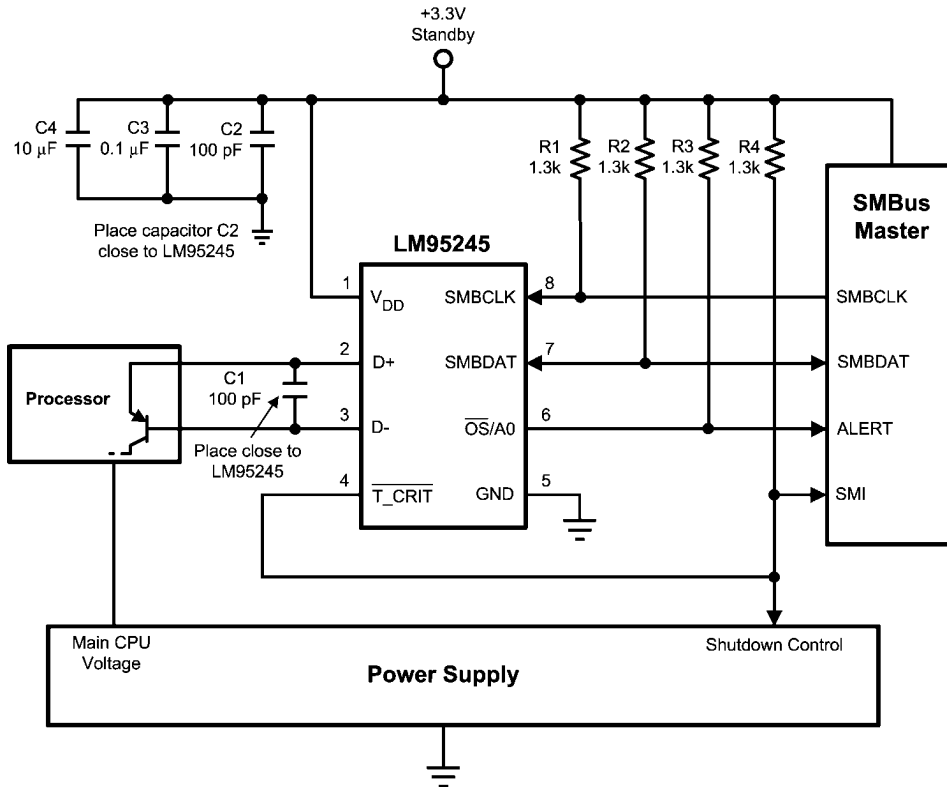 +3.3V
Standby
C4
10 μF
C3
0.1 μF
C2
100 pF
R1
1.3k
R2
1.3k
R3
1.3k
R4
1.3k
Place capacitor C2
close to LM95245
LM95245
SMBus
Master
1
VDD
SMBCLK
8
SMBCLK
2
D+
SMBDAT
7
SMBDAT
Processor
C1
100 pF
3
D-
OS/A0
6
ALERT
Place close to
LM95245
4
T_CRIT
GND
5
SMI
Main CPU
Voltage
Shutdown Control
Power Supply